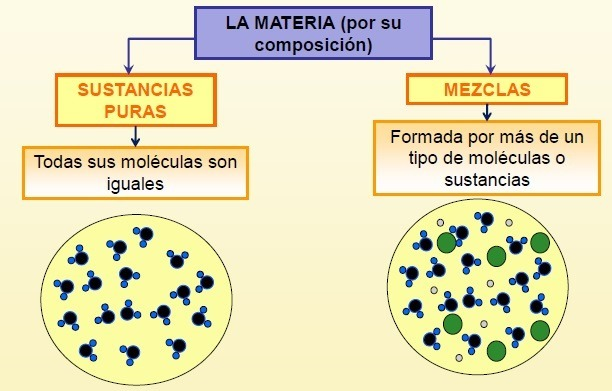 LA MATERIA (por su
composición)
SUSTANCIAS
PURAS
Todas sus moléculas son
iguales
MEZCLAS
Formada por más de un
tipo de moléculas o
sustancias